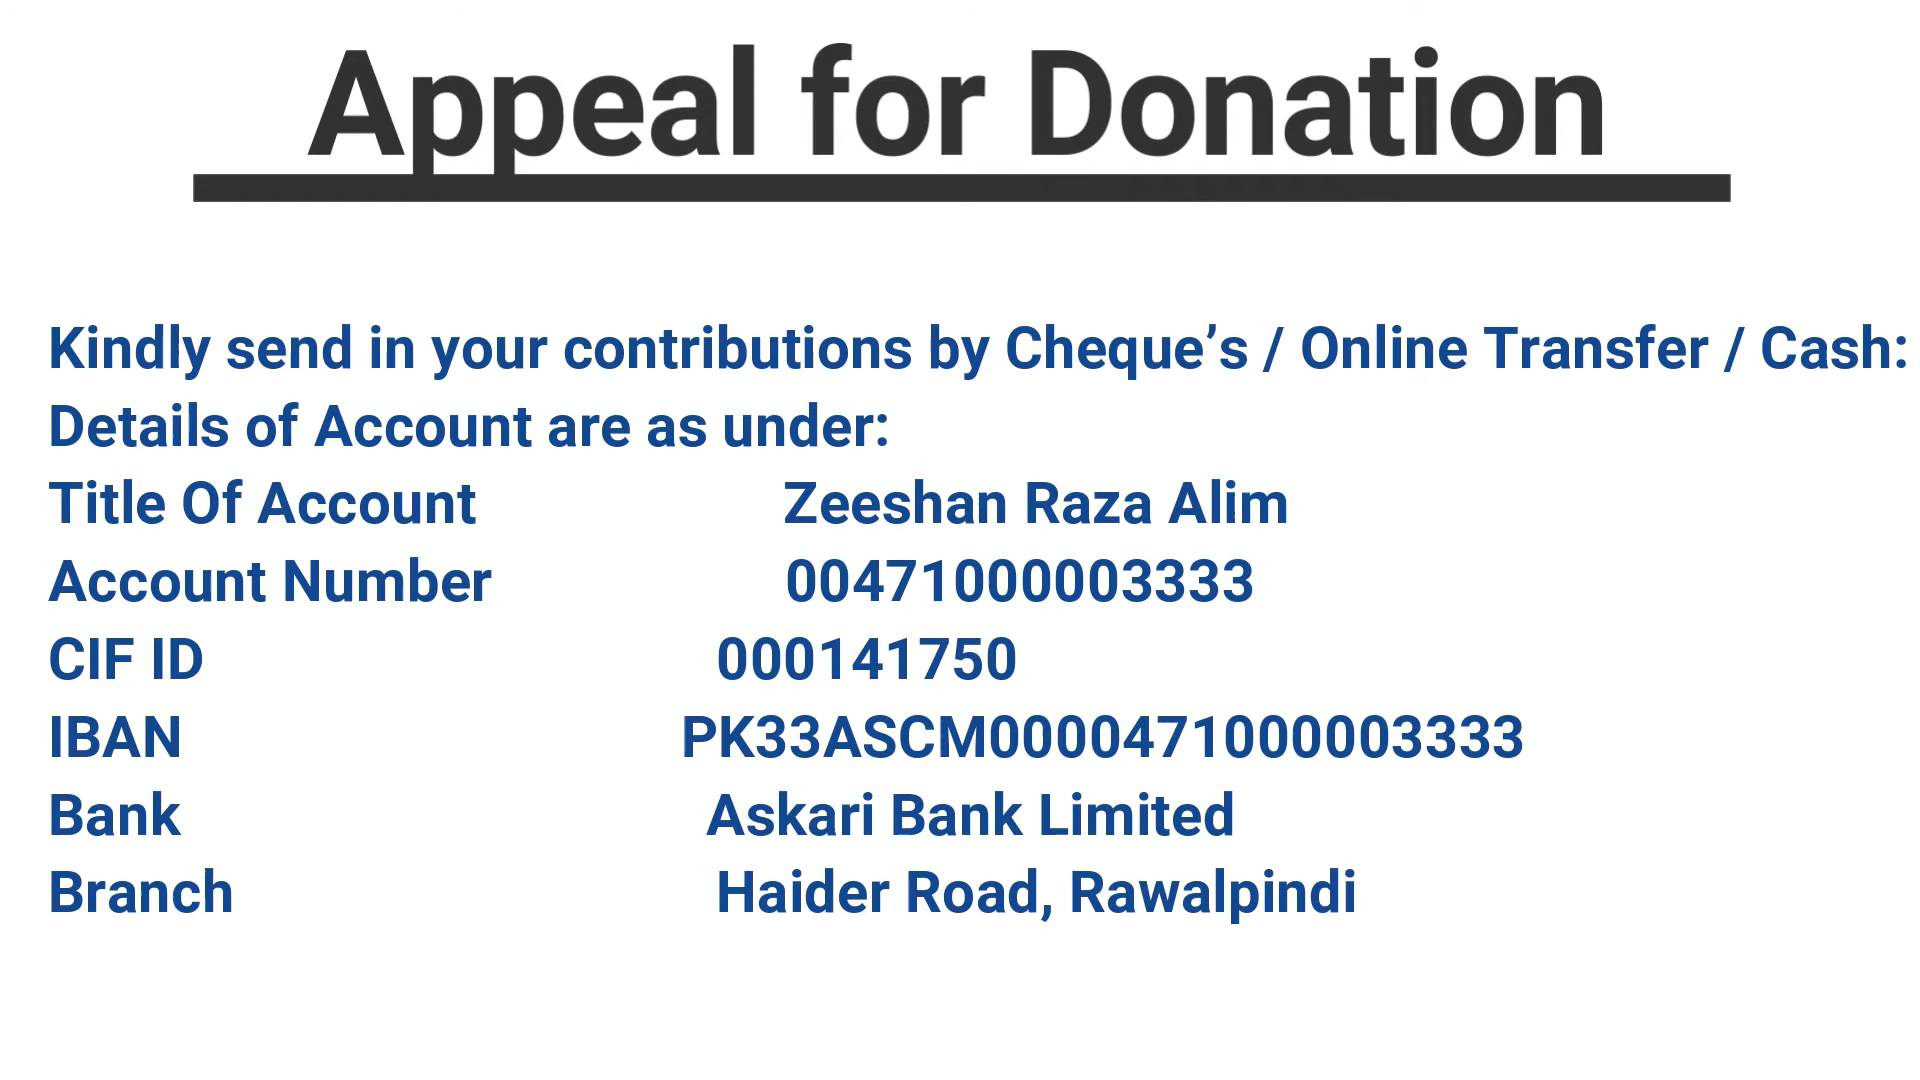 Appeal for Donation
Kindly send in your contributions by Cheque’s / Online Transfer / Cash:
Details of Account are as under:
Title Of Account Zeeshan Raza Alim
Account Number 00471000003333
CIF ID 000141750
IBAN PK33ASCM0000471000003333
Bank Askari Bank Limited
Branch Haider Road, Rawalpindi